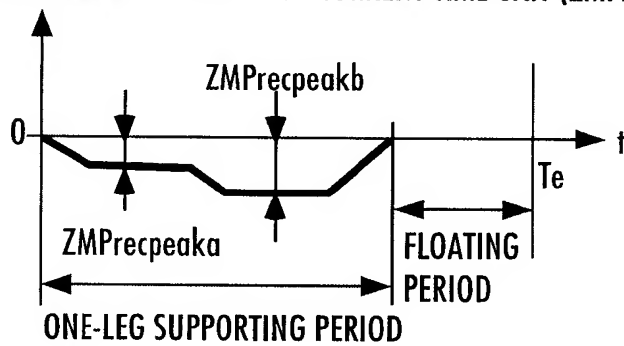 ZMPrecpeakb
0
t
Te
ZMPrecpeaka
FLOATING
PERIOD
ONE-LEG SUPPORTING PERIOD